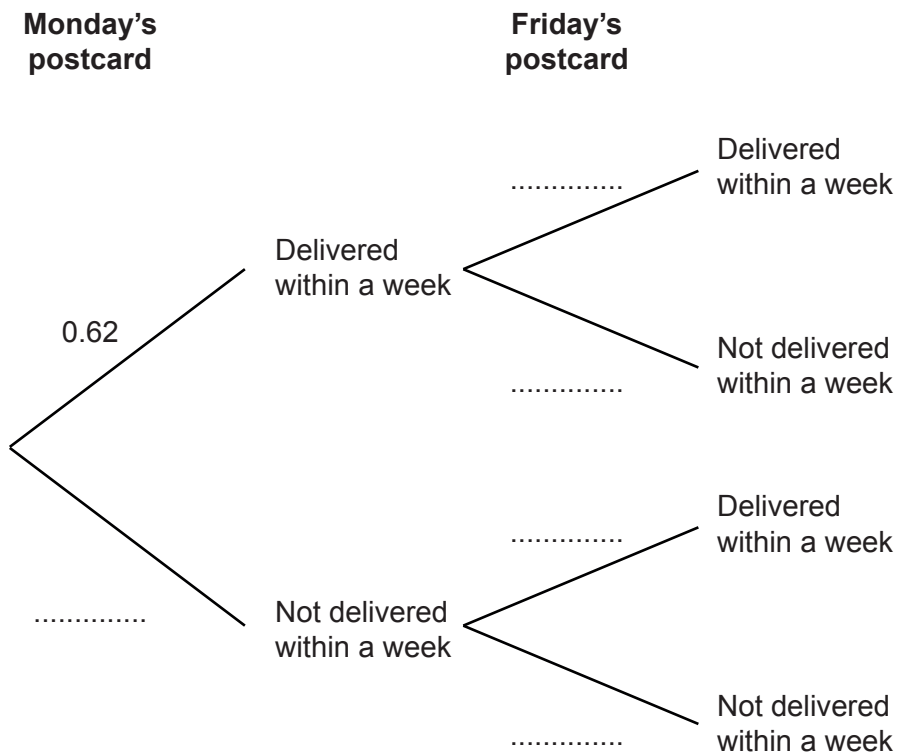 Monday’s
postcard
Friday’s
postcard
..............
Delivered
within a week
Delivered
within a week
0.62
Not delivered
within a week
..............
Delivered
within a week
..............
Not delivered
within a week
..............
Not delivered
within a week
..............